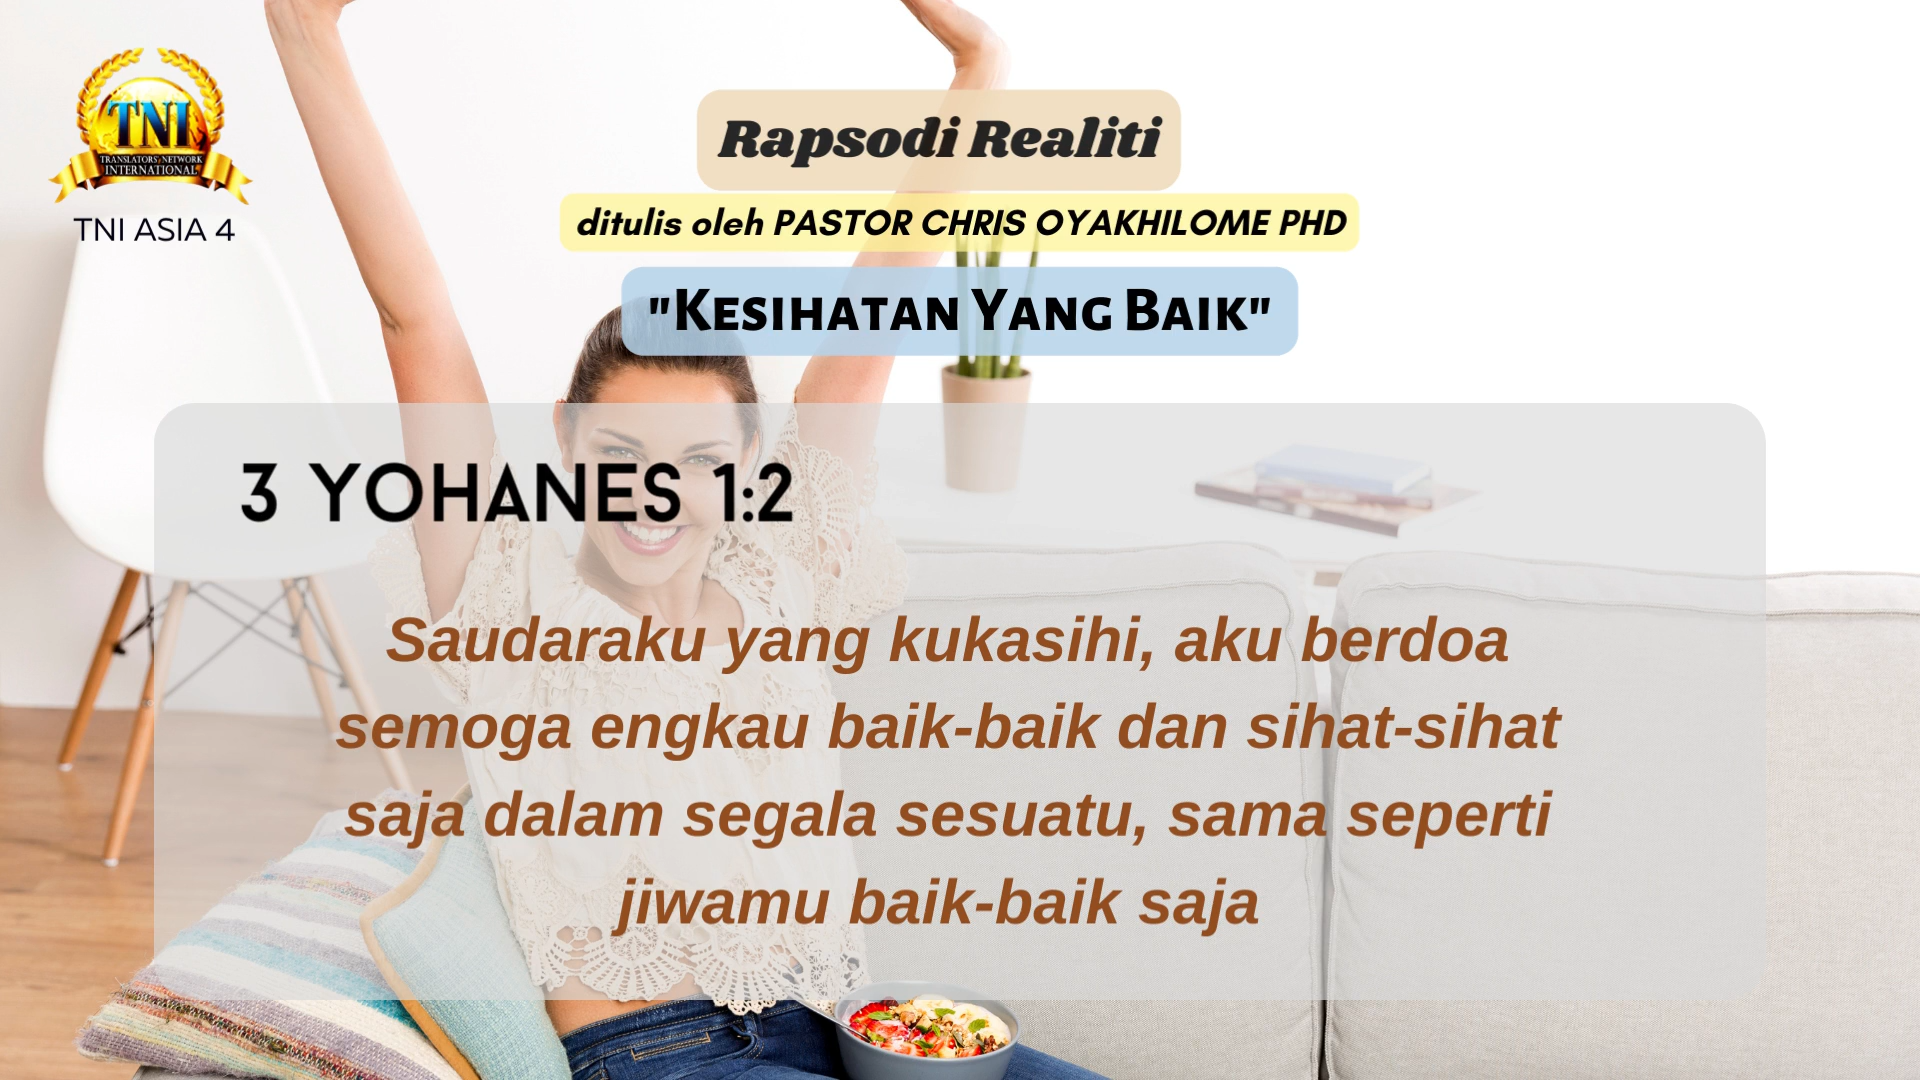 TNI
TRANSLATORS' NETWORK
INTERNATIONAL
TNI ASIA 4
Rapsodi Realiti
ditulis oleh PASTOR CHRIS OYAKHILOME PHD
"Kesihatan Yang Baik"
3 YOHANES 1:2
Saudaraku yang kukasihi, aku berdoa
semoga engkau baik-baik dan sihat-sihat
saja dalam segala sesuatu, sama seperti
jiwamu baik-baik saja